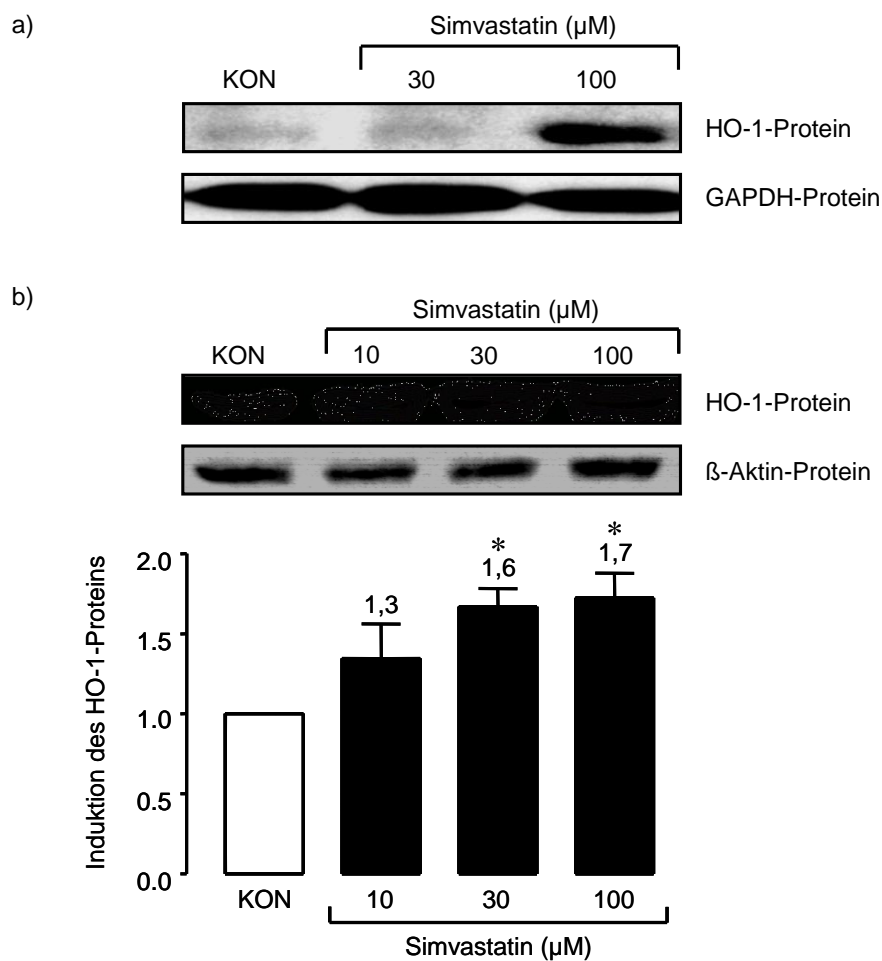 a)
Simvastatin (µM)
KON 30 100
HO-1-Protein
GAPDH-Protein
b)
Simvastatin (µM)
KON 10 30 100
HO-1-Protein
ß-Aktin-Protein
Induktion des HO-1-Proteins
2.0
1.5
1.0
0.5
0.0
1,3
*
1,6
*
1,7
KON 10 30 100
Simvastatin (µM)